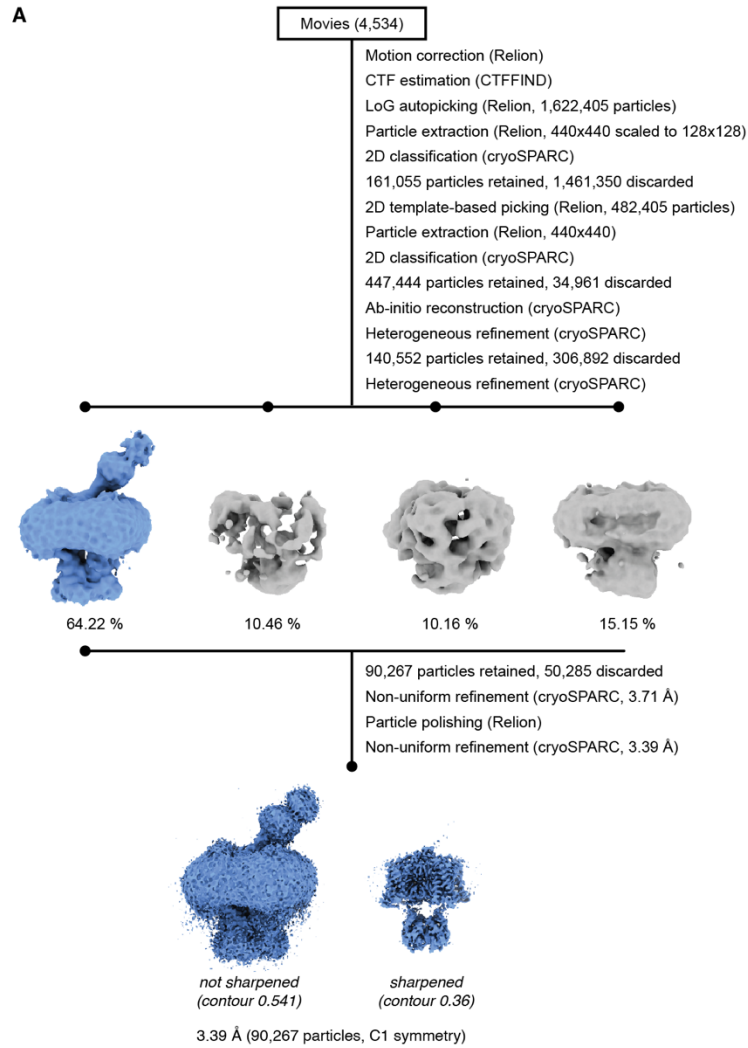 A
Movies (4,534)
Motion correction (Relion)
CTF estimation (CTFFIND)
LoG autopicking (Relion, 1,622,405 particles)
Particle extraction (Relion, 440x440 scaled to 128x128)
2D classification (cryoSPARC)
161,055 particles retained, 1,461,350 discarded
2D template-based picking (Relion, 482,405 particles)
Particle extraction (Relion, 440x440)
2D classification (cryoSPARC)
447,444 particles retained, 34,961 discarded
Ab-initio reconstruction (cryoSPARC)
Heterogeneous refinement (cryoSPARC)
140,552 particles retained, 306,892 discarded
Heterogeneous refinement (cryoSPARC)
64.22 % 10.46 % 10.16 % 15.15 %
90,267 particles retained, 50,285 discarded
Non-uniform refinement (cryoSPARC, 3.71 Å)
Particle polishing (Relion)
Non-uniform refinement (cryoSPARC, 3.39 Å)
not sharpened sharpened
(contour 0.541) (contour 0.36)
3.39 Å (90,267 particles, C1 symmetry)